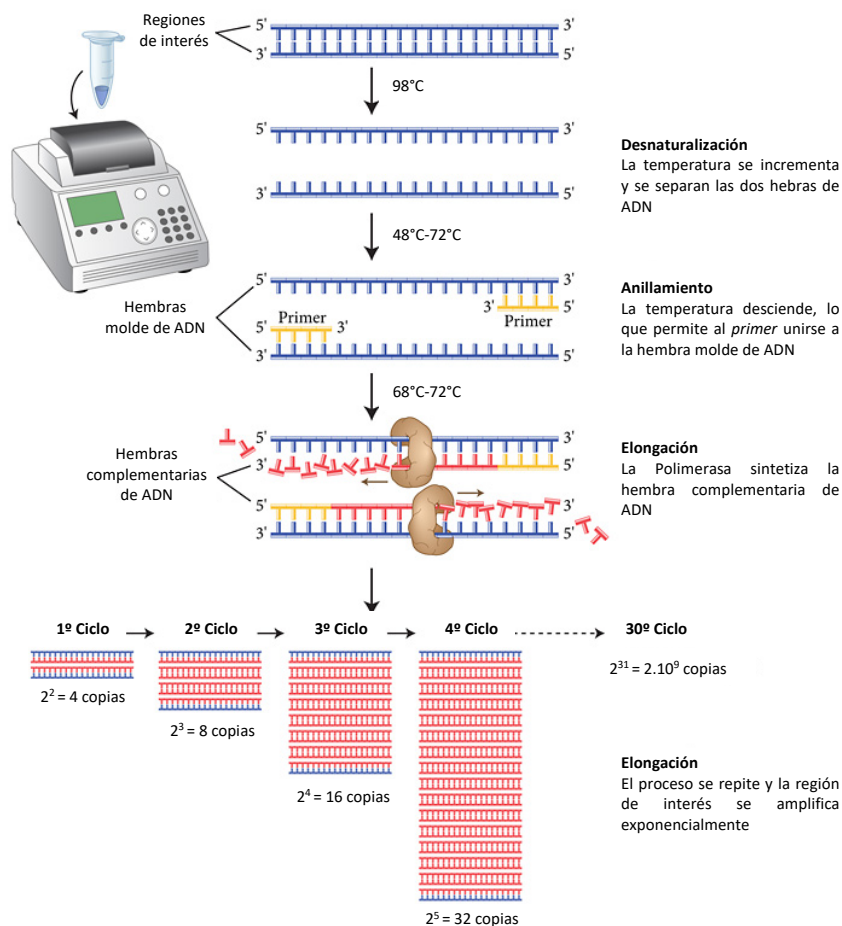 Regiones
de interés
5'
3'
3'
5'
98°C
5'
3'
3'
5'
Desnaturalización
La temperatura se incrementa
y se separan las dos hebras de
ADN
48°C-72°C
Hembras
molde de ADN
5'
3'
3'
Primer
Primer
5'
3'
5'
3'
5'
Anillamiento
La temperatura desciende, lo
que permite al primer unirse a
la hembra molde de ADN
68°C-72°C
Hembras
complementarias
de ADN
5'
3'
3'
5'
5'
3'
3'
5'
Elongación
La Polimerasa sintetiza la
hembra complementaria de
ADN
1º Ciclo
2º Ciclo
3º Ciclo
4º Ciclo
30º Ciclo
2² = 4 copias
2³ = 8 copias
2⁴ = 16 copias
2⁵ = 32 copias
2³¹ = 2.10⁹ copias
Elongación
El proceso se repite y la región
de interés se amplifica
exponencialmente